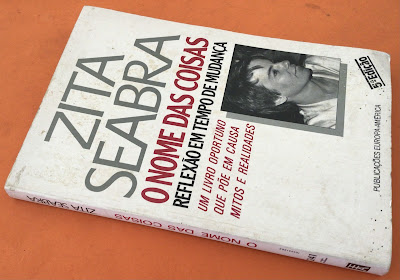 ZITA
SEABRA
O NOME DAS COISAS
REFLEXÃO EM TEMPO DE MUDANÇA
UM LIVRO OPORTUNO
QUE PÕE EM CAUSA
MITOS E REALIDADES
5ª EDIÇÃO
PUBLICAÇÕES EUROPA-AMÉRICA
ZITA SEABRA
O NOME DAS COISAS